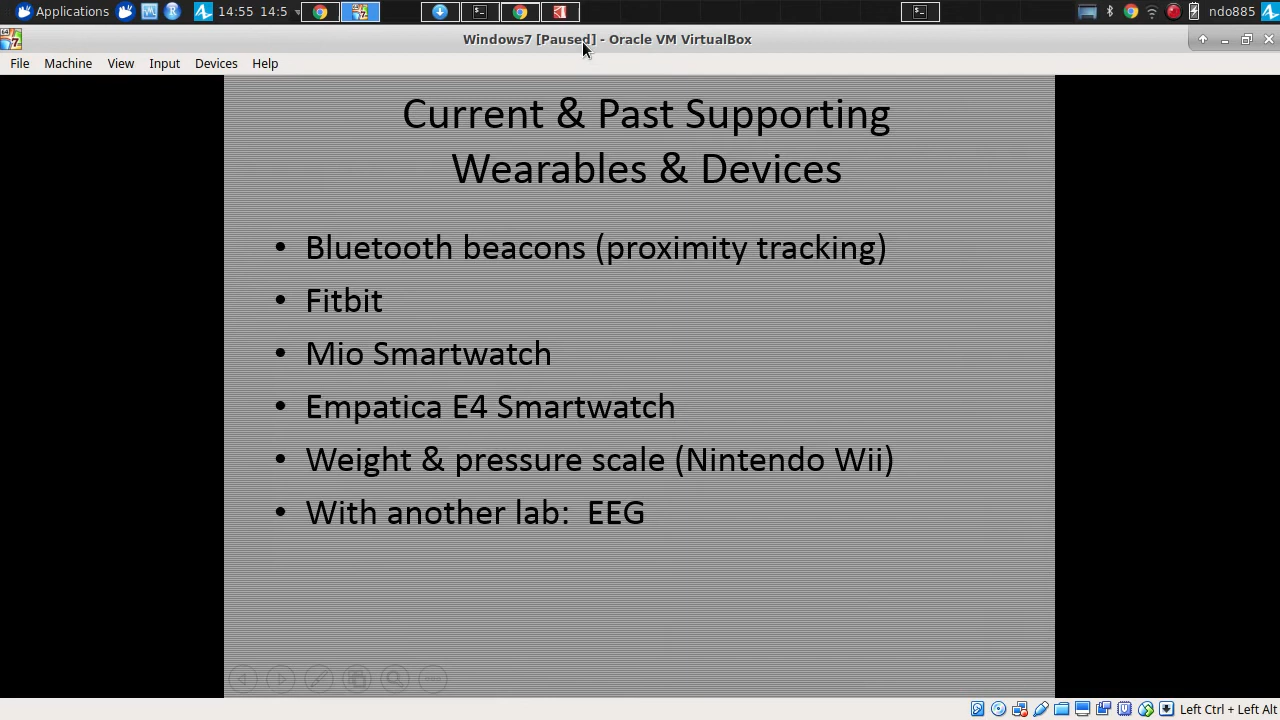 Applications 14:55 14:5 ndo885
Windows7 [Paused] - Oracle VM VirtualBox
File Machine View Input Devices Help
Current & Past Supporting
Wearables & Devices
• Bluetooth beacons (proximity tracking)
• Fitbit
• Mio Smartwatch
• Empatica E4 Smartwatch
• Weight & pressure scale (Nintendo Wii)
• With another lab: EEG
Left Ctrl + Left Alt